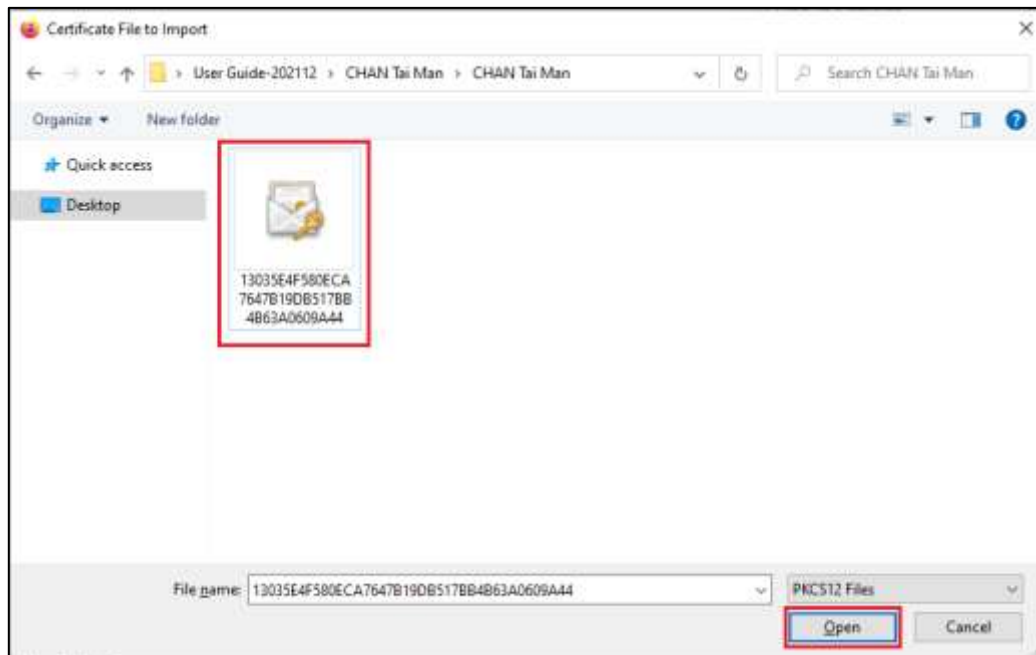 Certificate File to Import
User Guide-202112 > CHAN Tai Man > CHAN Tai Man
Search CHAN Tai Man
Organize
New folder
Quick access
Desktop
13035E4F580ECA
7647B19DB517BB
4B63A0609A44
File name: 13035E4F580ECA7647B19DB517BB4B63A0609A44
PKCS12 Files
Open
Cancel